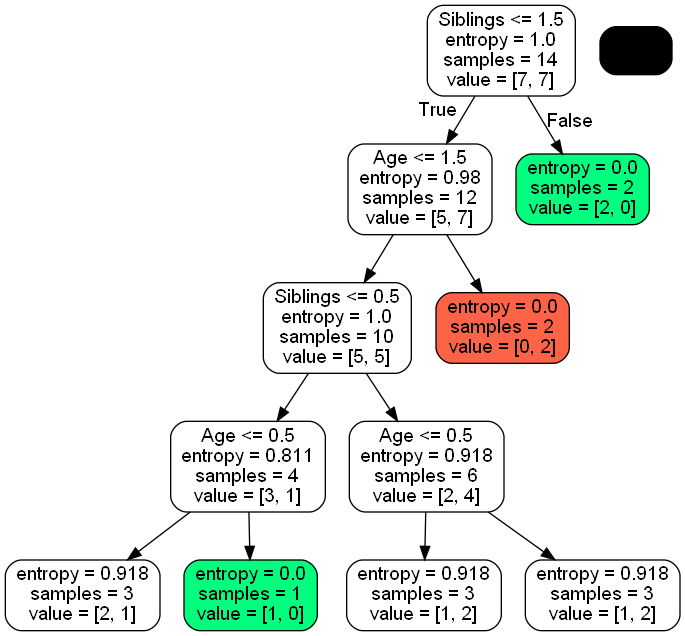 Siblings <= 1.5
entropy = 1.0
samples = 14
value = [7, 7]
True
False
Age <= 1.5
entropy = 0.98
samples = 12
value = [5, 7]
entropy = 0.0
samples = 2
value = [2, 0]
Siblings <= 0.5
entropy = 1.0
samples = 10
value = [5, 5]
entropy = 0.0
samples = 2
value = [0, 2]
Age <= 0.5
entropy = 0.811
samples = 4
value = [3, 1]
Age <= 0.5
entropy = 0.918
samples = 6
value = [2, 4]
entropy = 0.918
samples = 3
value = [2, 1]
entropy = 0.0
samples = 1
value = [1, 0]
entropy = 0.918
samples = 3
value = [1, 2]
entropy = 0.918
samples = 3
value = [1, 2]